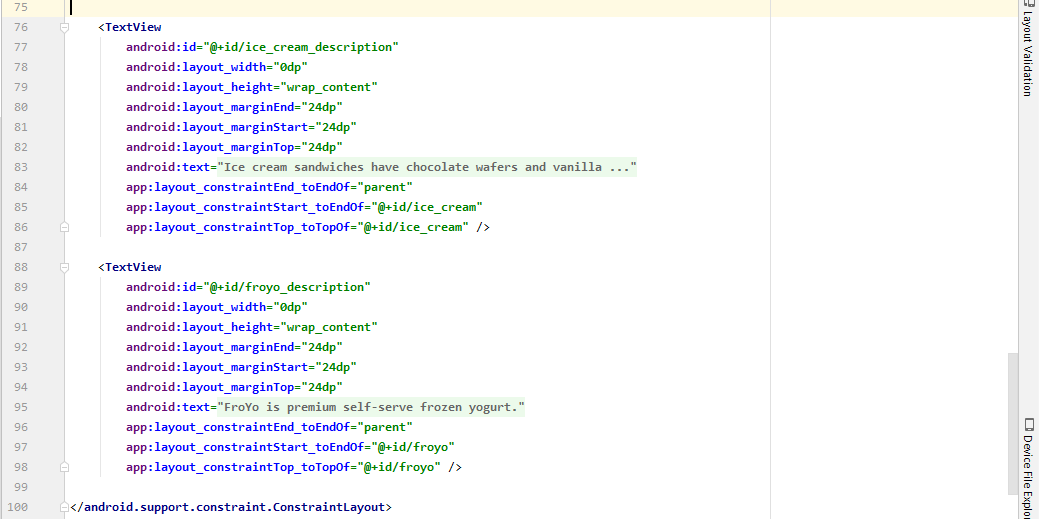 75
76 <TextView
77 android:id="@+id/ice_cream_description"
78 android:layout_width="0dp"
79 android:layout_height="wrap_content"
80 android:layout_marginEnd="24dp"
81 android:layout_marginStart="24dp"
82 android:layout_marginTop="24dp"
83 android:text="Ice cream sandwiches have chocolate wafers and vanilla ..."
84 app:layout_constraintEnd_toEndOf="parent"
85 app:layout_constraintStart_toEndOf="@+id/ice_cream"
86 app:layout_constraintTop_toTopOf="@+id/ice_cream" />
87
88 <TextView
89 android:id="@+id/froyo_description"
90 android:layout_width="0dp"
91 android:layout_height="wrap_content"
92 android:layout_marginEnd="24dp"
93 android:layout_marginStart="24dp"
94 android:layout_marginTop="24dp"
95 android:text="FroYo is premium self-serve frozen yogurt."
96 app:layout_constraintEnd_toEndOf="parent"
97 app:layout_constraintStart_toEndOf="@+id/froyo"
98 app:layout_constraintTop_toTopOf="@+id/froyo" />
99
100 </android.support.constraint.ConstraintLayout>
Layout Validation
Device File Explor